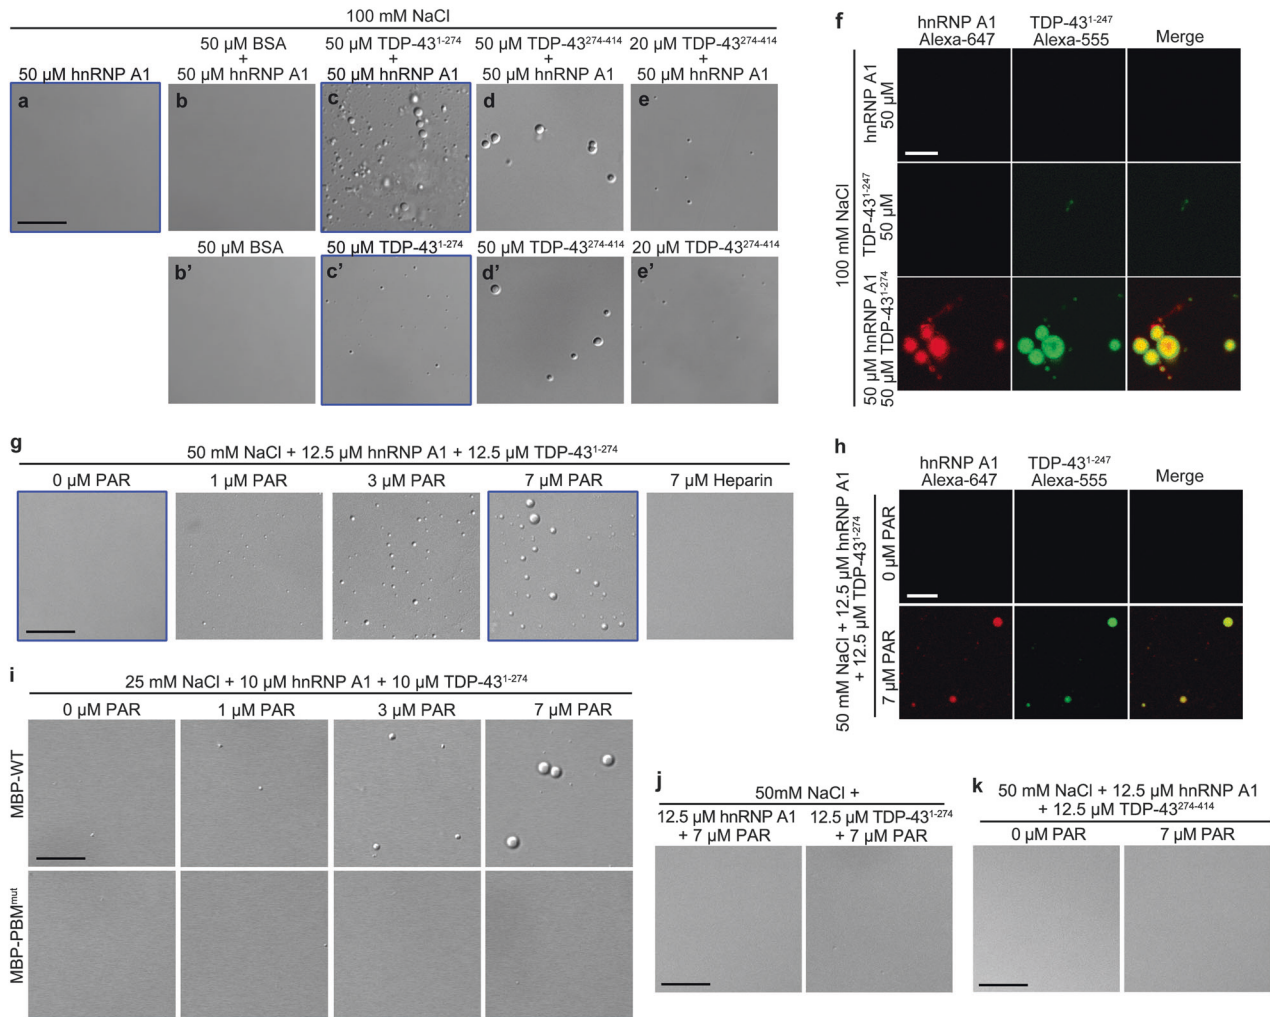 100 mM NaCl
50 µM hnRNP A1
50 µM BSA
+
50 µM hnRNP A1
50 µM TDP-43¹⁻²⁷⁴
+
50 µM hnRNP A1
50 µM TDP-43²⁷⁴⁻⁴¹⁴
+
50 µM hnRNP A1
20 µM TDP-43²⁷⁴⁻⁴¹⁴
+
50 µM hnRNP A1
a
b
c
d
e
50 µM BSA
50 µM TDP-43¹⁻²⁷⁴
50 µM TDP-43²⁷⁴⁻⁴¹⁴
20 µM TDP-43²⁷⁴⁻⁴¹⁴
b'
c'
d'
e'
f
hnRNP A1
Alexa-647
TDP-43¹⁻²⁴⁷
Alexa-555
Merge
100 mM NaCl
hnRNP A1
50 µM
TDP-43¹⁻²⁴⁷
50 µM
50 µM hnRNP A1
50 µM TDP-43¹⁻²⁷⁴
g
50 mM NaCl + 12.5 µM hnRNP A1 + 12.5 µM TDP-43¹⁻²⁷⁴
0 µM PAR
1 µM PAR
3 µM PAR
7 µM PAR
7 µM Heparin
h
hnRNP A1
Alexa-647
TDP-43¹⁻²⁴⁷
Alexa-555
Merge
50 mM NaCl + 12.5 µM hnRNP A1
+ 12.5 µM TDP-43¹⁻²⁷⁴
0 µM PAR
7 µM PAR
i
25 mM NaCl + 10 µM hnRNP A1 + 10 µM TDP-43¹⁻²⁷⁴
0 µM PAR
1 µM PAR
3 µM PAR
7 µM PAR
MBP-WT
MBP-PBMᵐᵘᵗ
j
50mM NaCl +
12.5 µM hnRNP A1
+ 7 µM PAR
12.5 µM TDP-43¹⁻²⁷⁴
+ 7 µM PAR
k
50 mM NaCl + 12.5 µM hnRNP A1
+ 12.5 µM TDP-43²⁷⁴⁻⁴¹⁴
0 µM PAR
7 µM PAR